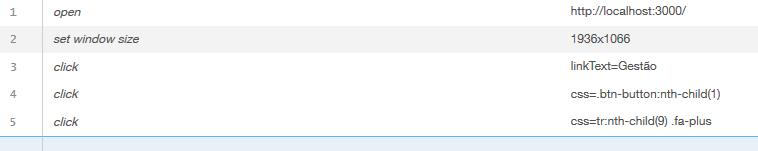 1 open http://localhost:3000/
2 set window size 1936x1066
3 click linkText=Gestão
4 click css=.btn-button:nth-child(1)
5 click css=tr:nth-child(9) .fa-plus